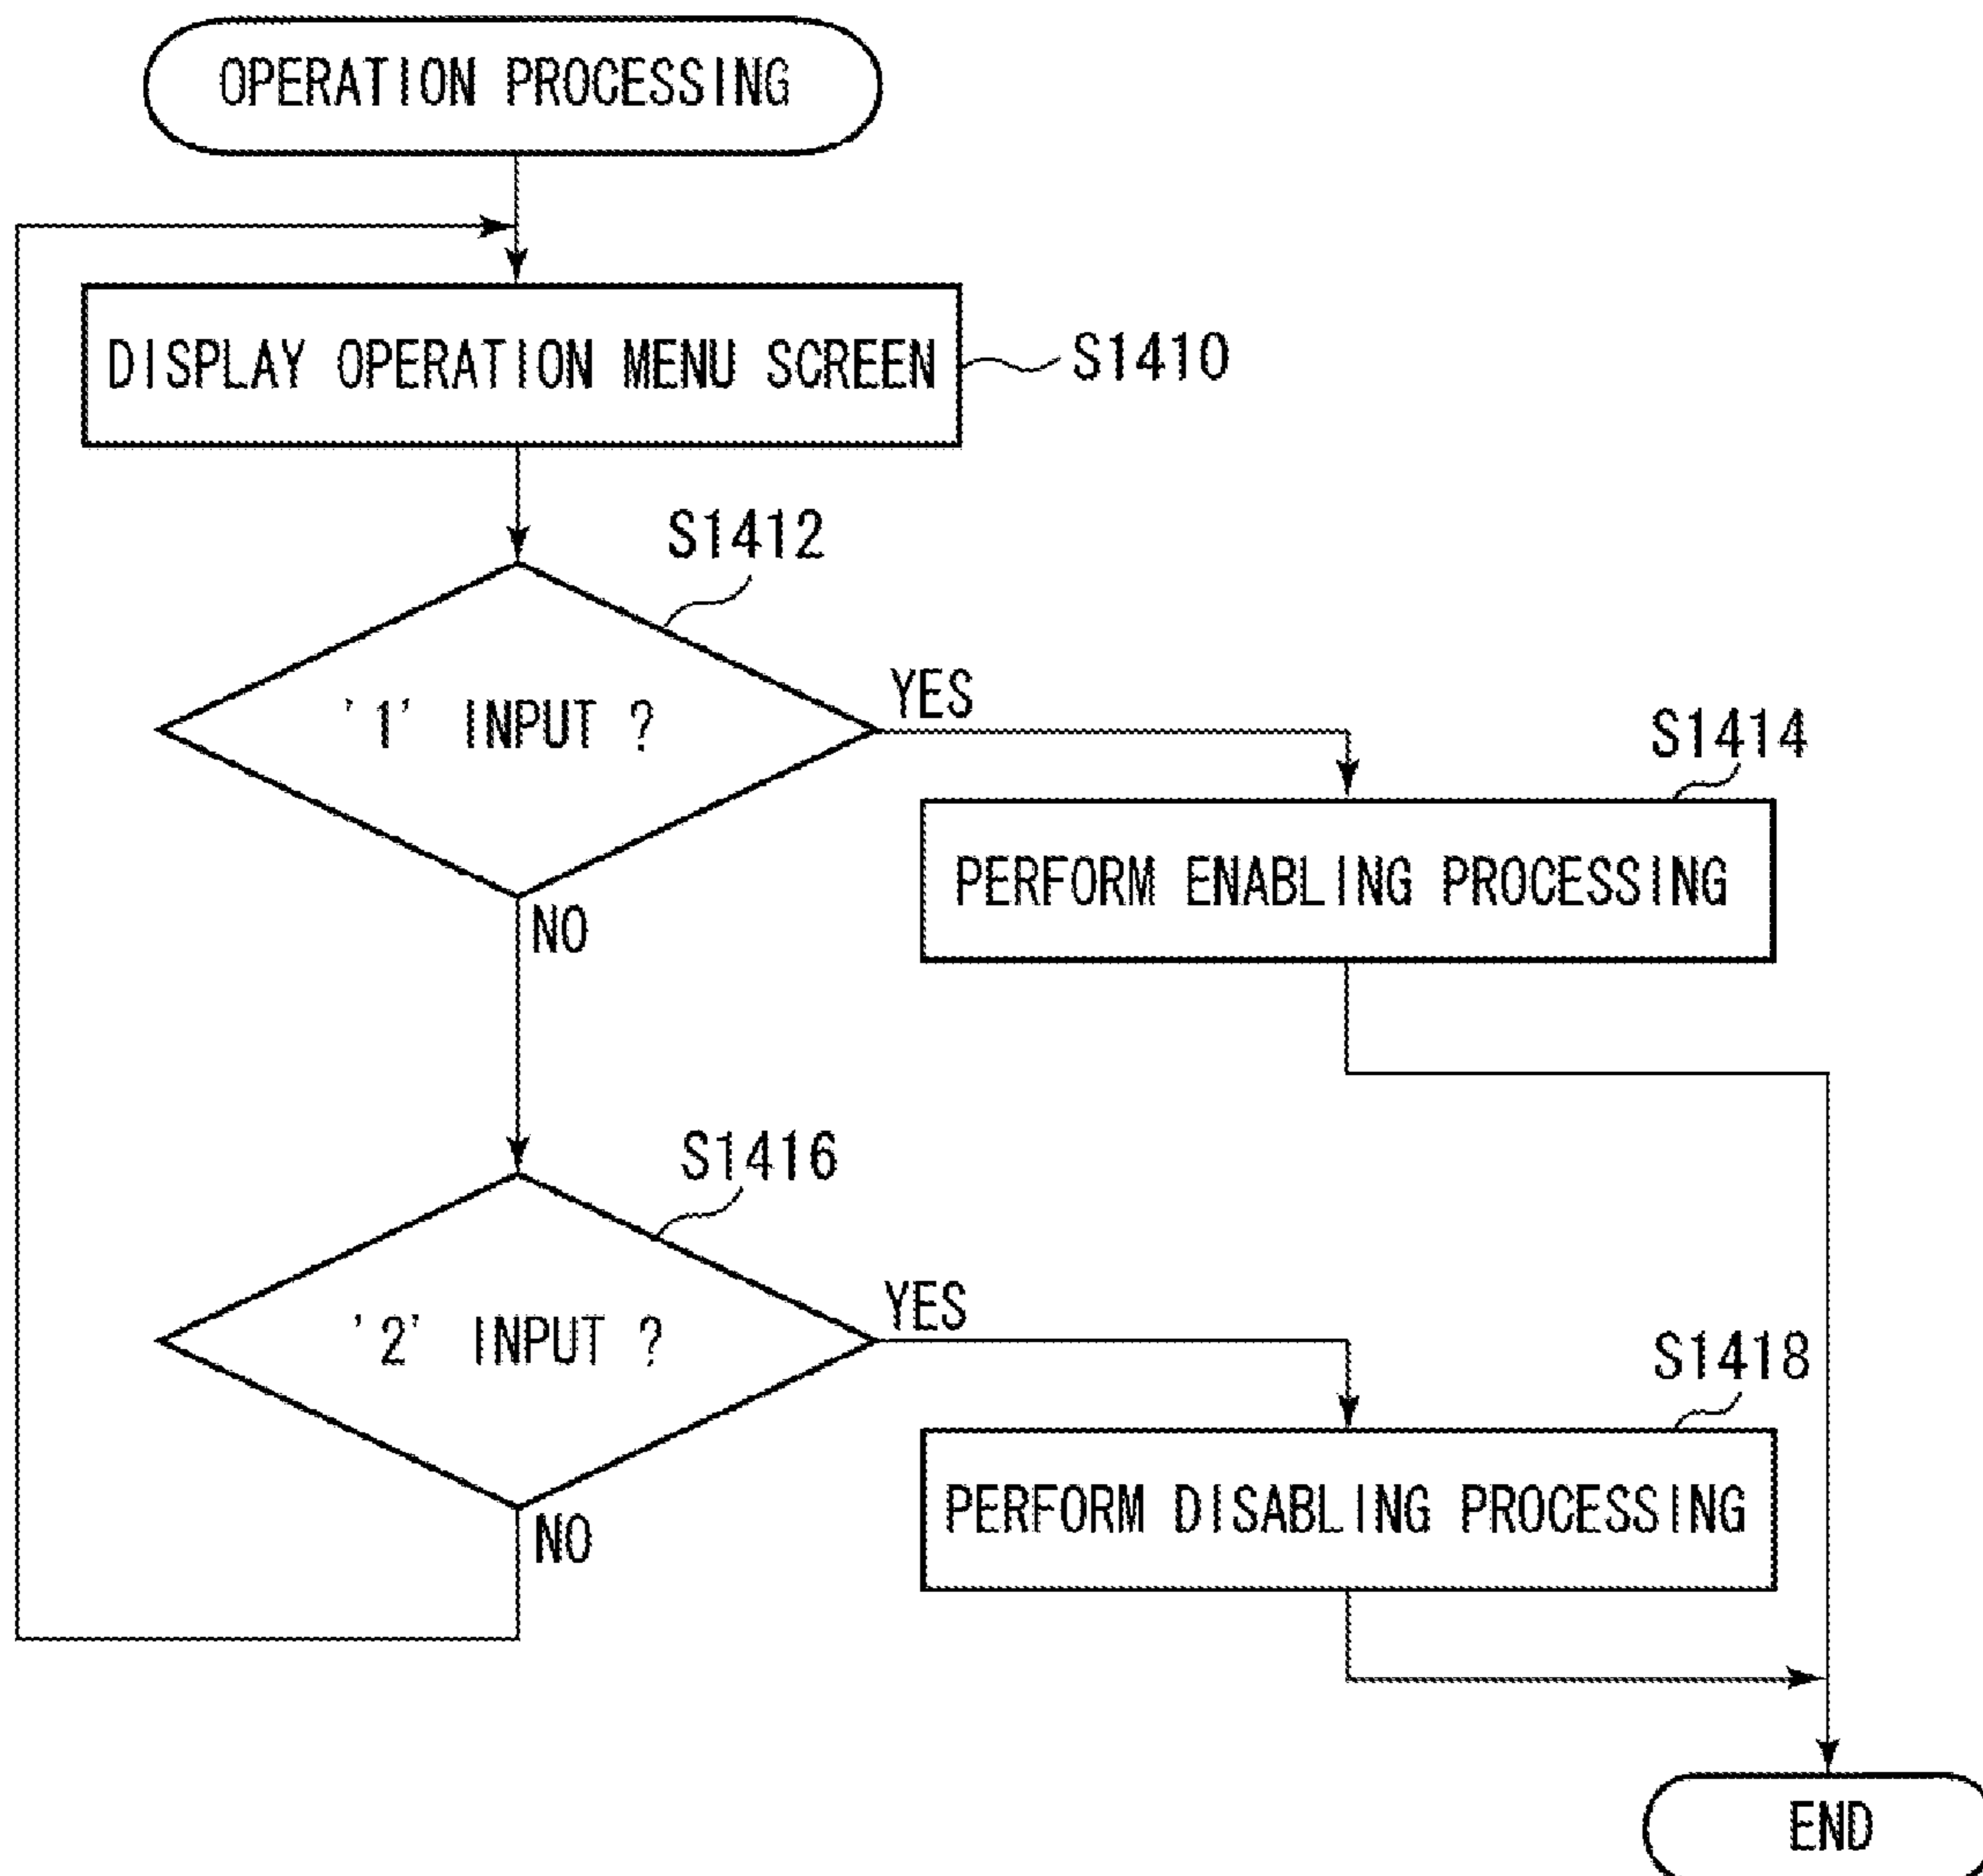 OPERATION PROCESSING
DISPLAY OPERATION MENU SCREEN
S1410
S1412
'1' INPUT ?
YES
NO
S1414
PERFORM ENABLING PROCESSING
S1416
'2' INPUT ?
YES
NO
S1418
PERFORM DISABLING PROCESSING
END